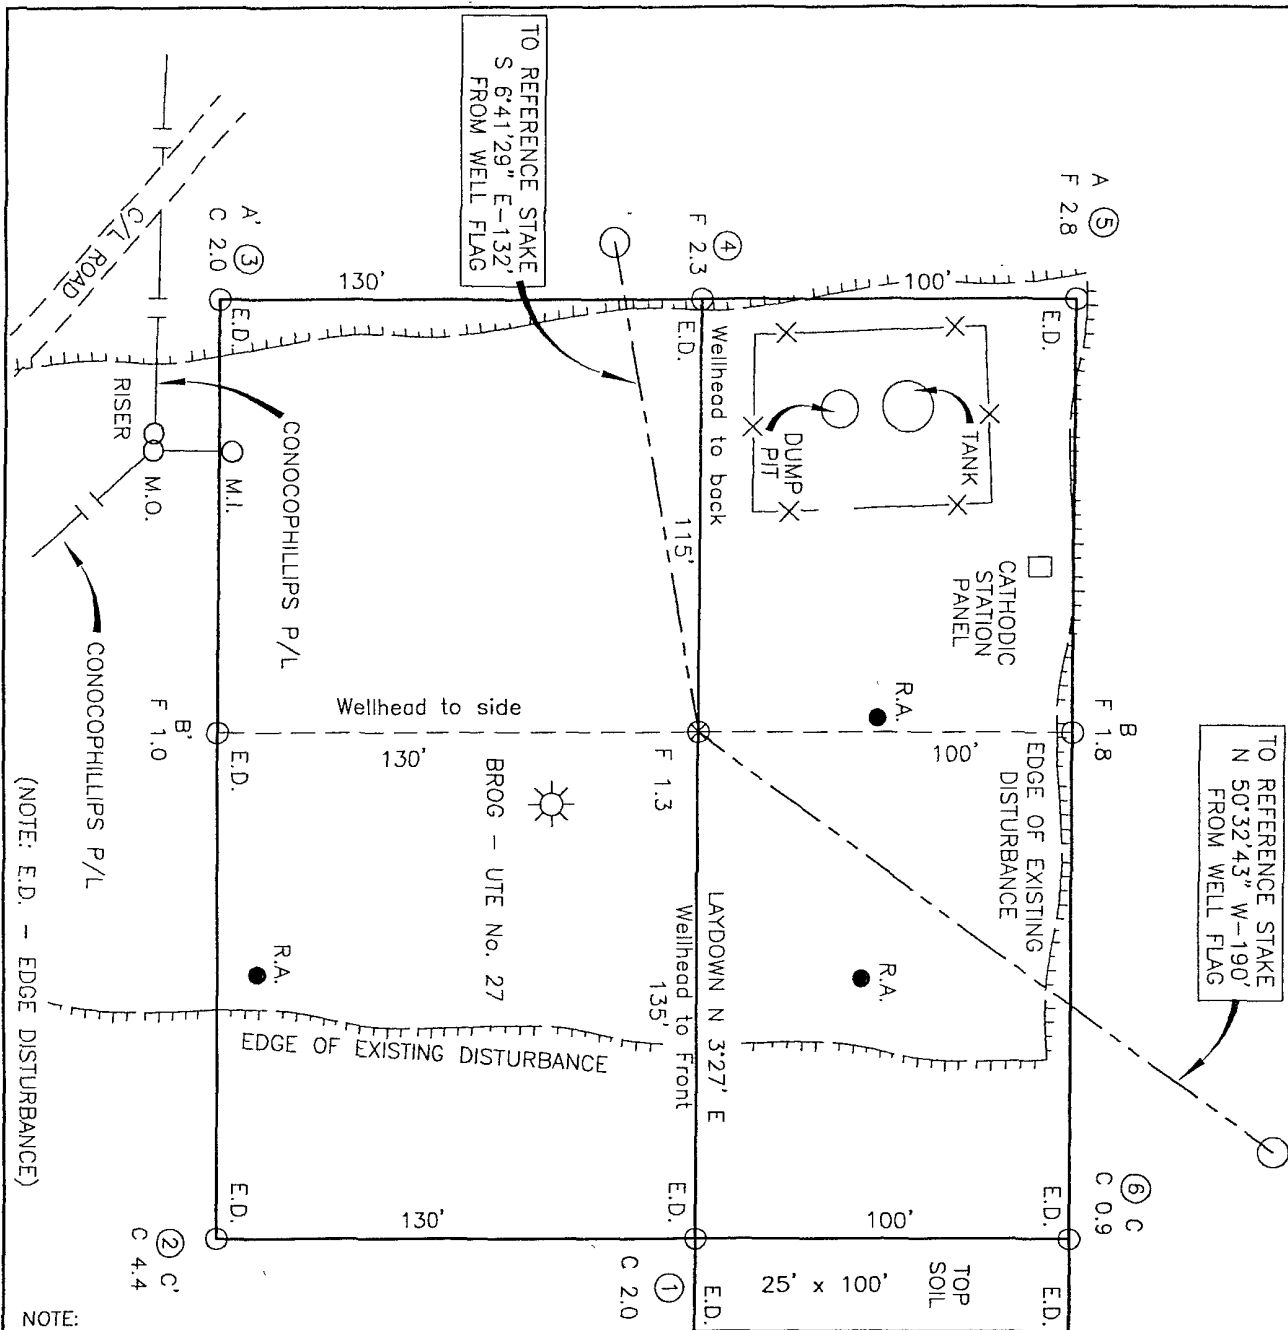 TO REFERENCE STAKE
S 6°41'29" E-132'
FROM WELL FLAG
A ⑤
F 2.8
④
F 2.3
A' ③
C 2.0
C/L ROAD
130'
100'
E.D.
E.D.
E.D.
Wellhead to back
115'
TANK
DUMP
PIT
CATHODIC
STATION
PANEL
RISER
M.O.
M.I.
CONOCOPHILLIPS P/L
CONOCOPHILLIPS P/L
R.A.
B
F 1.8
TO REFERENCE STAKE
N 50°32'43" W-190'
FROM WELL FLAG
Wellhead to side
130'
100'
F 1.3
B'
F 1.0
E.D.
EDGE OF EXISTING
DISTURBANCE
BROG - UTE No. 27
LAYDOWN N 3°27' E
Wellhead to Front
135'
R.A.
R.A.
EDGE OF EXISTING DISTURBANCE
(NOTE: E.D. - EDGE DISTURBANCE)
E.D.
E.D.
E.D.
130'
100'
② C'
C 4.4
①
C 2.0
⑥ C
C 0.9
E.D.
E.D.
25' x 100'
TOP
SOIL
NOTE: